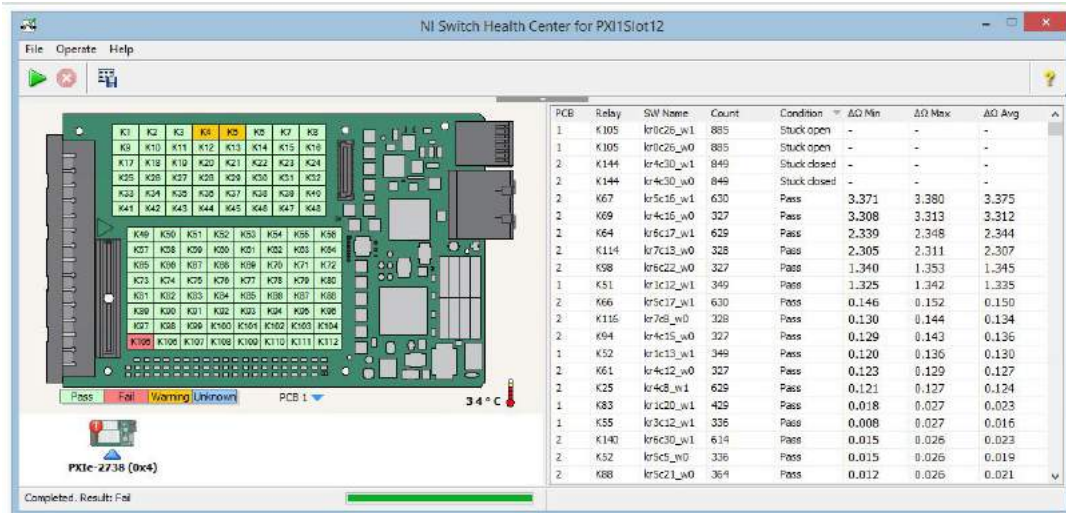 NI Switch Health Center for PXI1Slot12
File Operate Help
K1 K2 K3 K4 K5 K6 K7 K8
K9 K10 K11 K12 K13 K14 K15 K16
K17 K18 K19 K20 K21 K22 K23 K24
K25 K26 K27 K28 K29 K30 K31 K32
K33 K34 K35 K36 K37 K38 K39 K40
K41 K42 K43 K44 K45 K46 K47 K48
K49 K50 K51 K52 K53 K54 K55 K56
K57 K58 K59 K60 K61 K62 K63 K64
K65 K66 K67 K68 K69 K70 K71 K72
K73 K74 K75 K76 K77 K78 K79 K80
K81 K82 K83 K84 K85 K86 K87 K88
K89 K90 K91 K92 K93 K94 K95 K96
K97 K98 K99 K100 K101 K102 K103 K104
K105 K106 K107 K108 K109 K110 K111 K112
Pass Fail Warning Unknown PCB 1 34°C
PXIe-2738 (0x4)
PCB Relay SW Name Count Condition ΔΩ Min ΔΩ Max ΔΩ Avg
1 K105 kr0c26_w1 885 Stuck open - - -
1 K105 kr0c26_w0 885 Stuck open - - -
2 K144 kr4c30_w1 849 Stuck closed - - -
2 K144 kr4c30_w0 849 Stuck closed - - -
2 K67 kr5c16_w1 630 Pass 3.371 3.380 3.375
2 K69 kr4c16_w0 327 Pass 3.308 3.313 3.312
2 K64 kr6c17_w1 629 Pass 2.339 2.348 2.344
2 K114 kr7c13_w0 328 Pass 2.305 2.311 2.307
2 K98 kr6c22_w0 327 Pass 1.340 1.353 1.345
1 K51 kr1c12_w1 349 Pass 1.325 1.342 1.335
2 K66 kr5c17_w1 630 Pass 0.146 0.152 0.150
2 K116 kr7c8_w0 328 Pass 0.130 0.144 0.134
2 K94 kr4c15_w0 327 Pass 0.129 0.143 0.136
1 K52 kr1c13_w1 349 Pass 0.120 0.136 0.130
2 K61 kr4c12_w0 327 Pass 0.123 0.129 0.127
2 K25 kr4c8_w1 629 Pass 0.121 0.127 0.124
1 K83 kr1c20_w1 429 Pass 0.018 0.027 0.023
1 K55 kr3c12_w1 336 Pass 0.008 0.027 0.016
2 K140 kr6c30_w1 614 Pass 0.015 0.026 0.023
2 K52 kr5c5_w0 336 Pass 0.015 0.026 0.019
2 K88 kr5c21_w0 364 Pass 0.012 0.026 0.021
Completed. Result: Fail